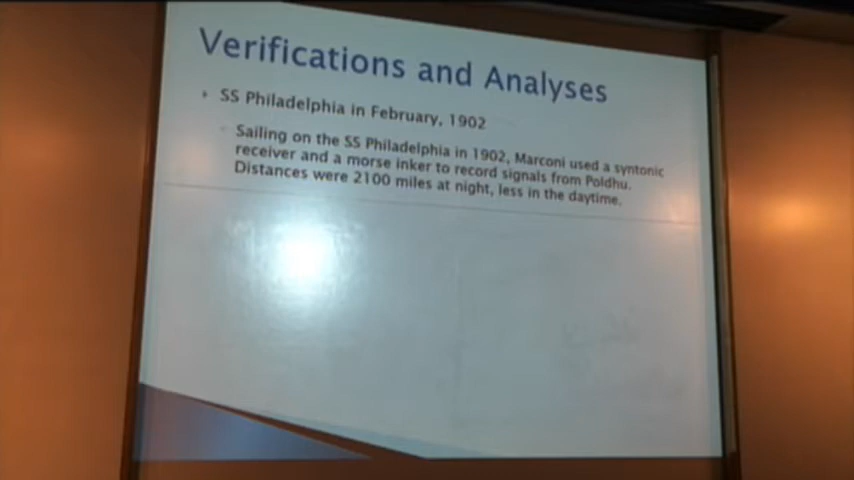 Verifications and Analyses
SS Philadelphia in February, 1902
Sailing on the SS Philadelphia in 1902, Marconi used a syntonic
receiver and a morse inker to record signals from Poldhu.
Distances were 2100 miles at night, less in the daytime.